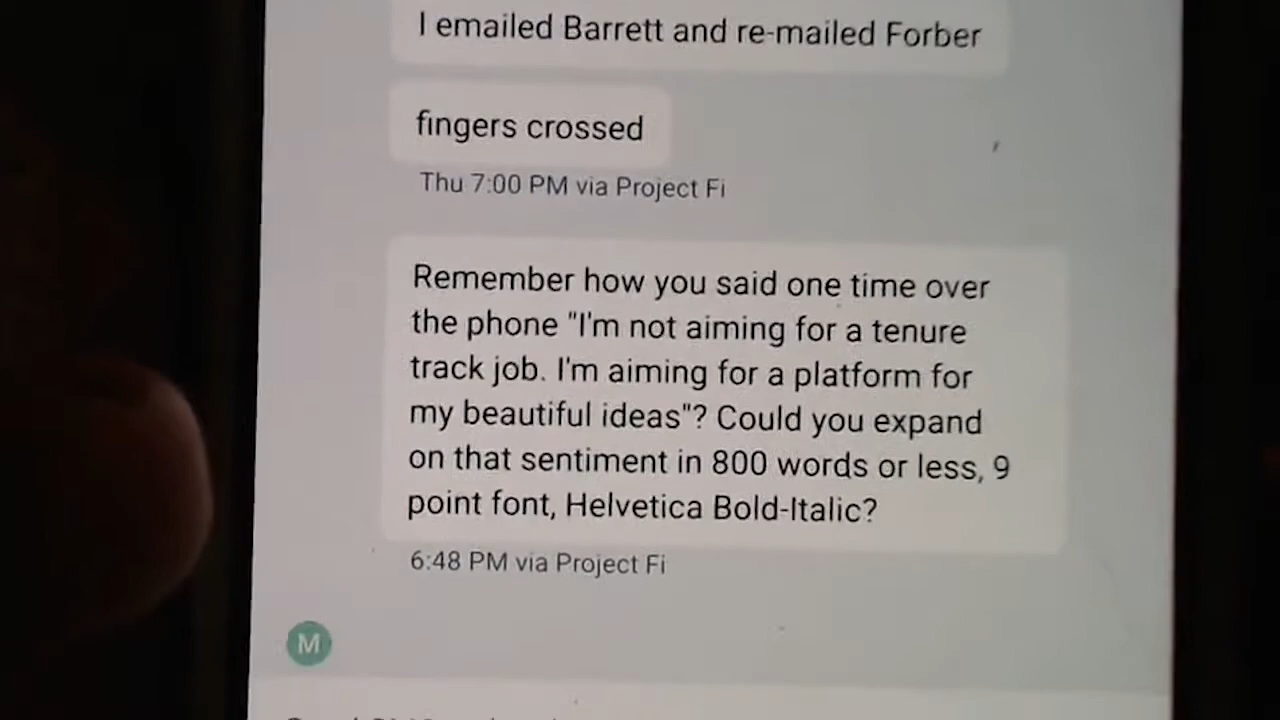 I emailed Barrett and re-mailed Forber
fingers crossed
Thu 7:00 PM via Project Fi
Remember how you said one time over
the phone "I'm not aiming for a tenure
track job. I'm aiming for a platform for
my beautiful ideas"? Could you expand
on that sentiment in 800 words or less, 9
point font, Helvetica Bold-Italic?
6:48 PM via Project Fi
M